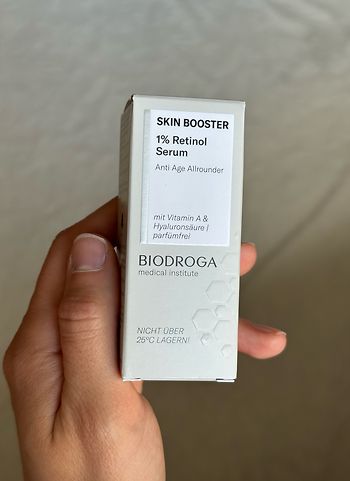 SKIN BOOSTER
1% Retinol
Serum
Anti Age Allrounder
mit Vitamin A &
Hyaluronsäure |
parfümfrei
BIODROGA
medical institute
NICHT ÜBER
25°C LAGERN!